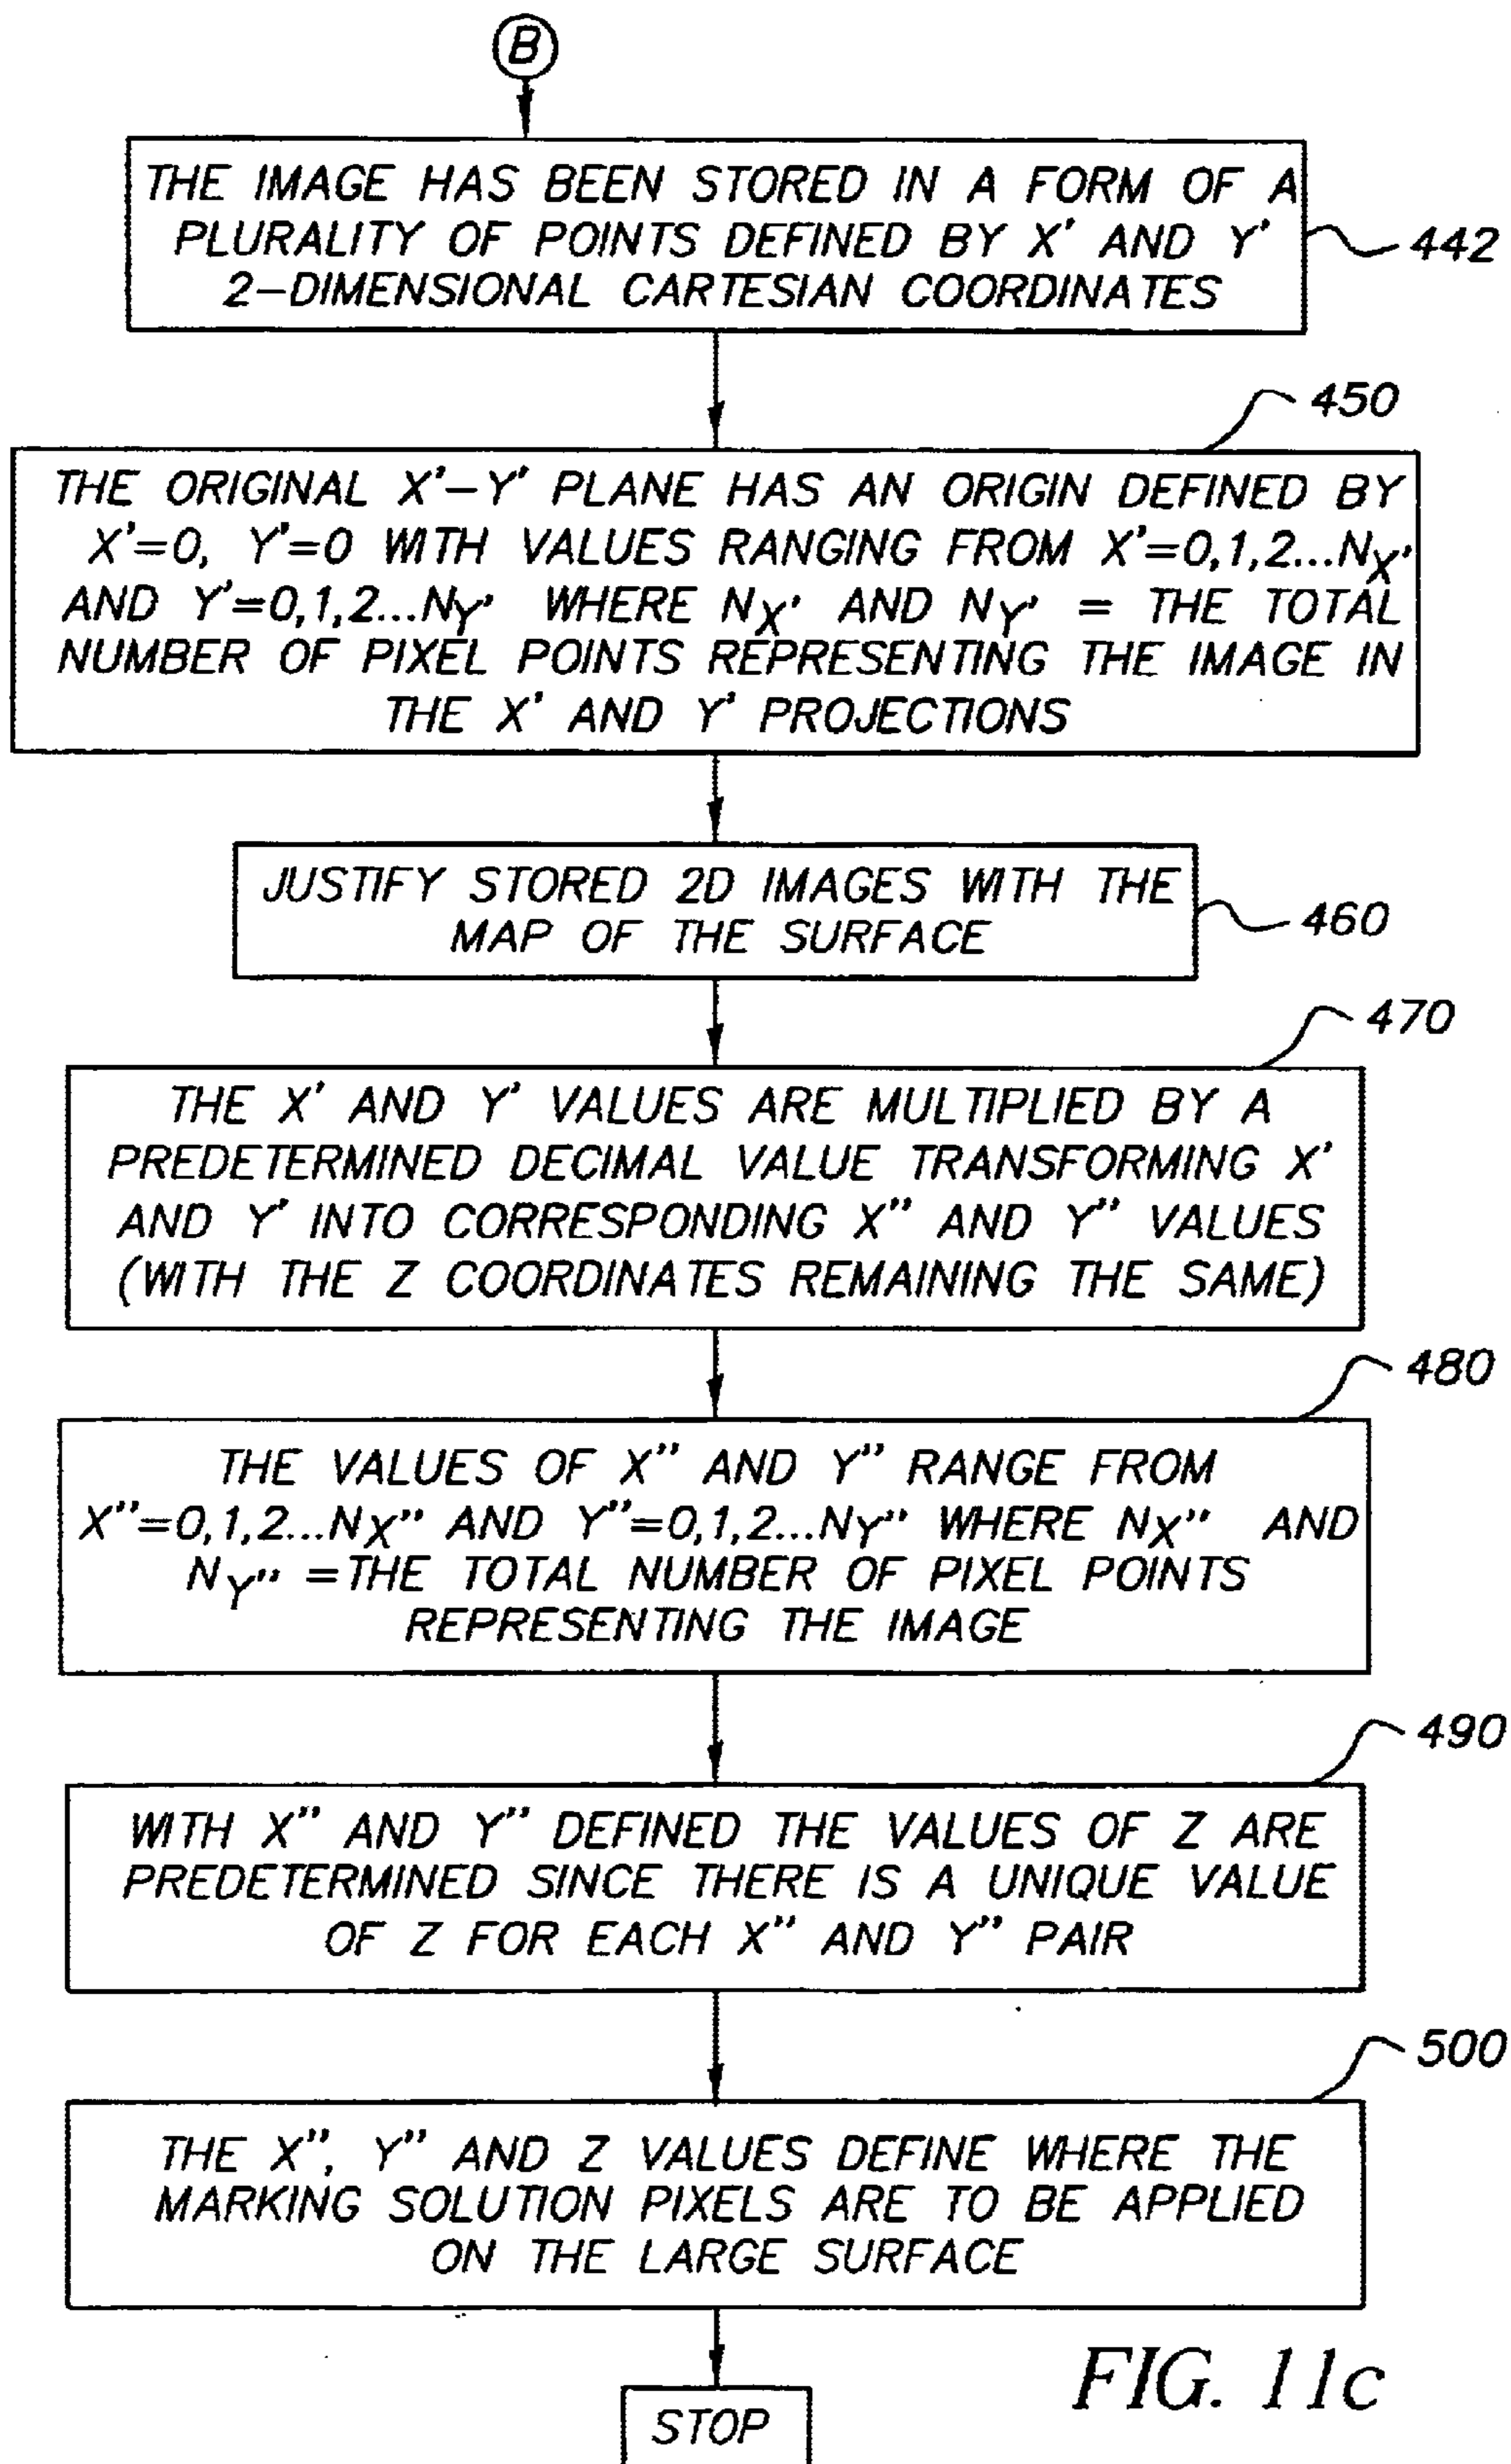 B
THE IMAGE HAS BEEN STORED IN A FORM OF A
PLURALITY OF POINTS DEFINED BY X' AND Y'
2-DIMENSIONAL CARTESIAN COORDINATES
442
450
THE ORIGINAL X'-Y' PLANE HAS AN ORIGIN DEFINED BY
X'=0, Y'=0 WITH VALUES RANGING FROM X'=0,1,2...NX'
AND Y'=0,1,2...NY' WHERE NX' AND NY' = THE TOTAL
NUMBER OF PIXEL POINTS REPRESENTING THE IMAGE IN
THE X' AND Y' PROJECTIONS
JUSTIFY STORED 2D IMAGES WITH THE
MAP OF THE SURFACE
460
470
THE X' AND Y' VALUES ARE MULTIPLIED BY A
PREDETERMINED DECIMAL VALUE TRANSFORMING X'
AND Y' INTO CORRESPONDING X" AND Y" VALUES
(WITH THE Z COORDINATES REMAINING THE SAME)
480
THE VALUES OF X" AND Y" RANGE FROM
X"=0,1,2...NX" AND Y"=0,1,2...NY" WHERE NX" AND
NY" =THE TOTAL NUMBER OF PIXEL POINTS
REPRESENTING THE IMAGE
490
WITH X" AND Y" DEFINED THE VALUES OF Z ARE
PREDETERMINED SINCE THERE IS A UNIQUE VALUE
OF Z FOR EACH X" AND Y" PAIR
500
THE X", Y" AND Z VALUES DEFINE WHERE THE
MARKING SOLUTION PIXELS ARE TO BE APPLIED
ON THE LARGE SURFACE
STOP
FIG. 11c